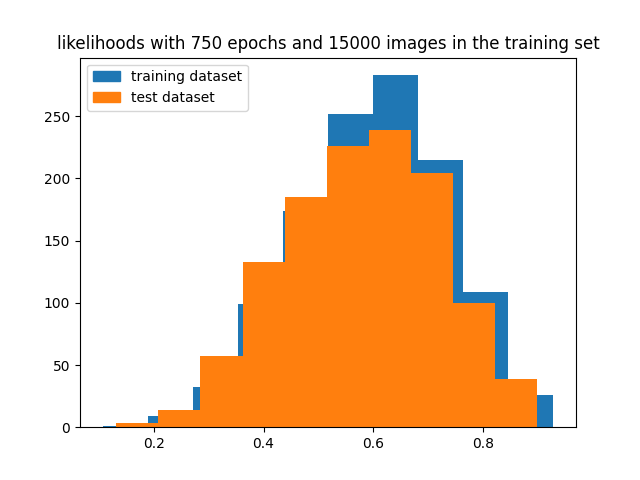 likelihoods with 750 epochs and 15000 images in the training set
training dataset
test dataset
250
200
150
100
50
0
0.2 0.4 0.6 0.8